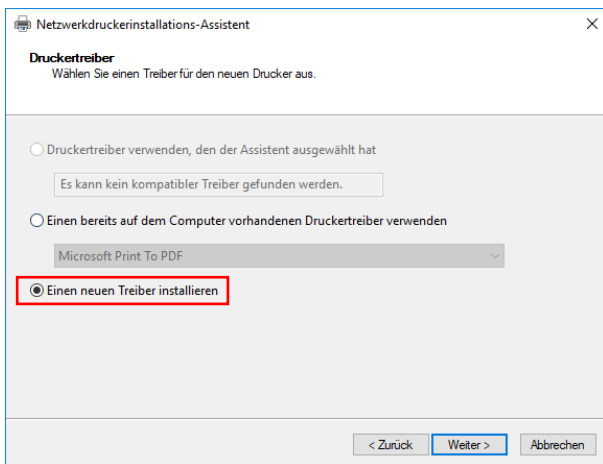 Netzwerkdruckerinstallations-Assistent
Druckertreiber
Wählen Sie einen Treiber für den neuen Drucker aus.
Druckertreiber verwenden, den der Assistent ausgewählt hat
Es kann kein kompatibler Treiber gefunden werden.
Einen bereits auf dem Computer vorhandenen Druckertreiber verwenden
Microsoft Print To PDF
Einen neuen Treiber installieren
< Zurück Weiter > Abbrechen